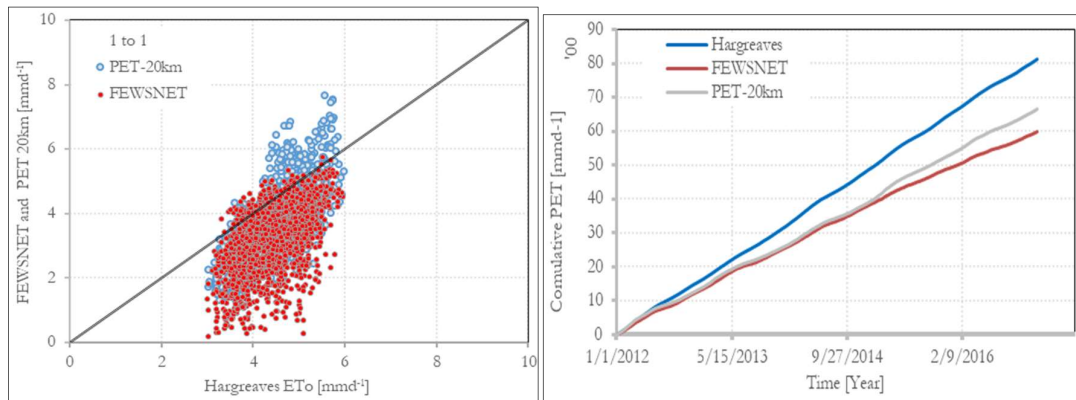 10
8
6
4
2
0
FEWSNET and PET 20km [mmd-1]
1 to 1
PET-20km
FEWSNET
0 2 4 6 8 10
Hargreaves ETo [mmd-1]
90
80
70
60
50
40
30
20
10
0
'00
Comulative PET [mmd-1]
Hargreaves
FEWSNET
PET-20km
1/1/2012 5/15/2013 9/27/2014 2/9/2016
Time [Year]